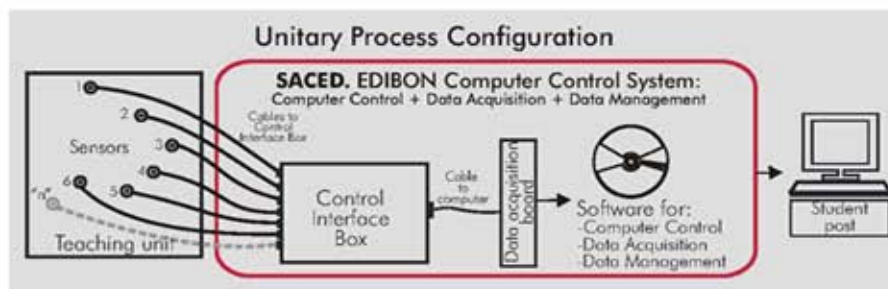 Unitary Process Configuration
SACED. EDIBON Computer Control System:
Computer Control + Data Acquisition + Data Management
1
2
3
4
5
6
"n"
Sensors
Teaching unit
Cables to
Control
Interface Box
Control
Interface
Box
Cable
to
computer
Data acquisition
board
Software for:
-Computer Control
-Data Acquisition
-Data Management
Student
post